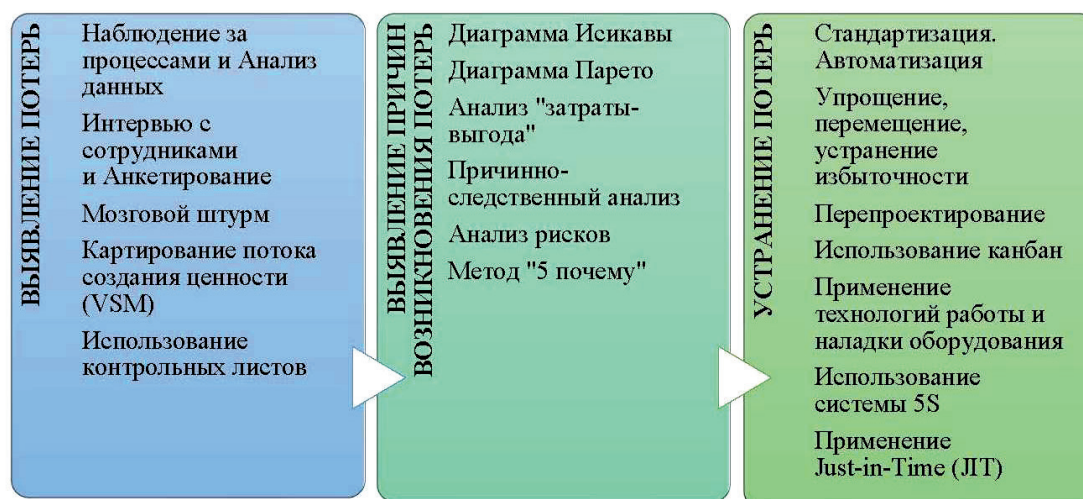 ВЫЯВЛЕНИЕ ПОТЕРЬ
Наблюдение за
процессами и Анализ
данных
Интервью с
сотрудниками
и Анкетирование
Мозговой штурм
Картирование потока
создания ценности
(VSM)
Использование
контрольных листов
ВЫЯВЛЕНИЕ ПРИЧИН
ВОЗНИКНОВЕНИЯ ПОТЕРЬ
Диаграмма Исикавы
Диаграмма Парето
Анализ "затраты-
выгода"
Причинно-
следственный анализ
Анализ рисков
Метод "5 почему"
УСТРАНЕНИЕ ПОТЕРЬ
Стандартизация.
Автоматизация
Упрощение,
перемещение,
устранение
избыточности
Перепроектирование
Использование канбан
Применение
технологий работы и
наладки оборудования
Использование
системы 5S
Применение
Just-in-Time (JIT)